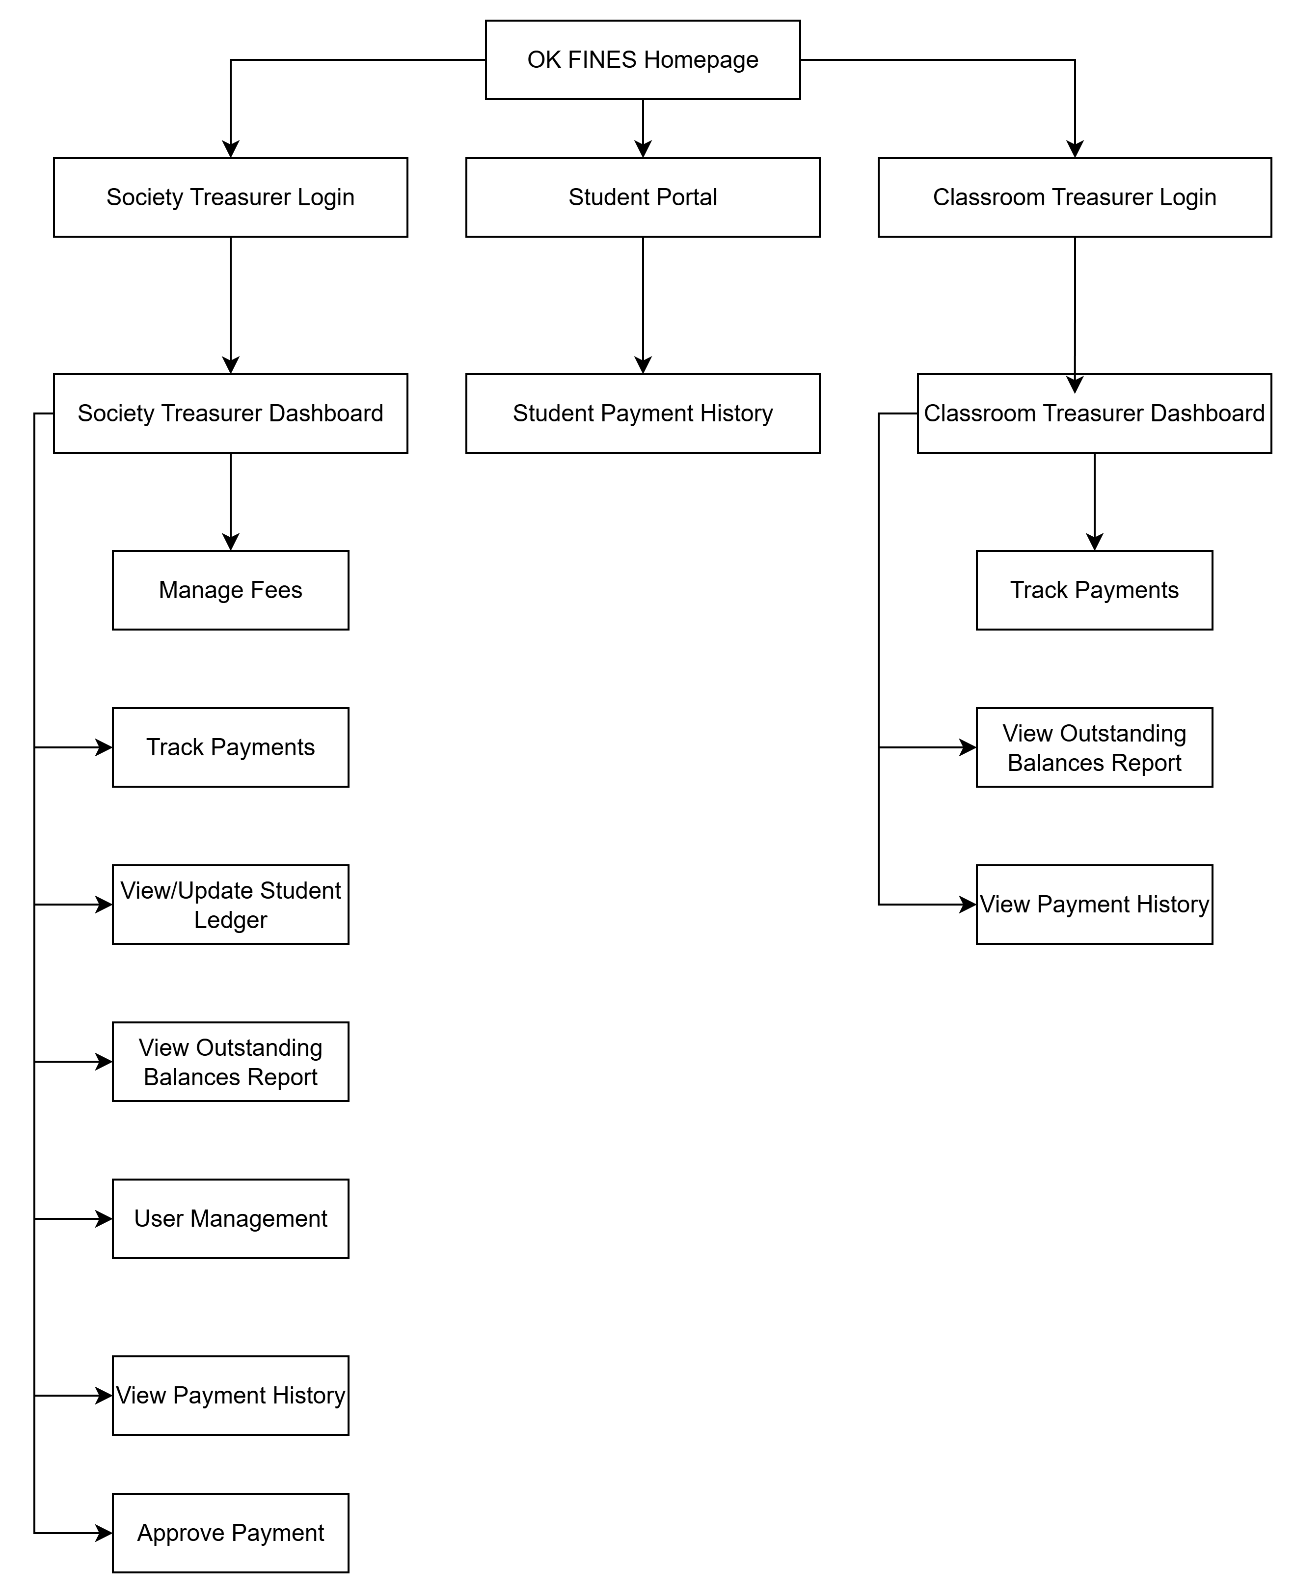 OK FINES Homepage
Society Treasurer Login
Student Portal
Classroom Treasurer Login
Society Treasurer Dashboard
Student Payment History
Classroom Treasurer Dashboard
Manage Fees
Track Payments
Track Payments
View Outstanding
Balances Report
View/Update Student
Ledger
View Payment History
View Outstanding
Balances Report
User Management
View Payment History
Approve Payment